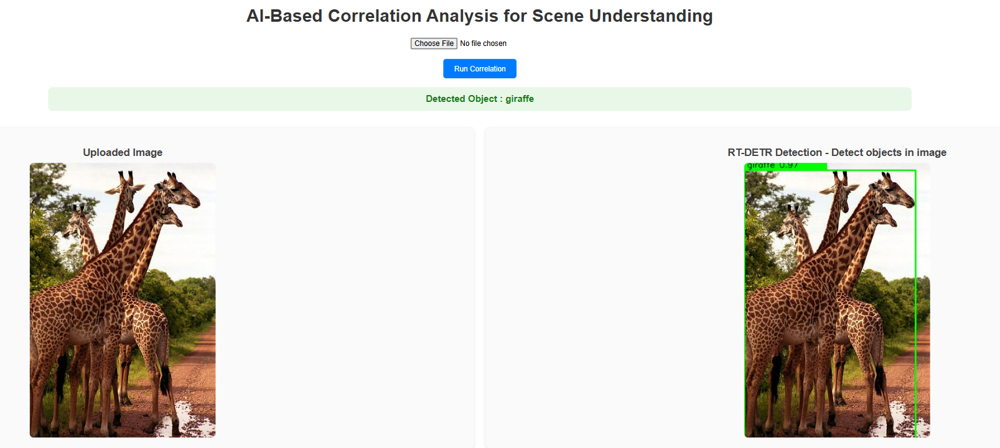 AI-Based Correlation Analysis for Scene Understanding
Choose File No file chosen
Run Correlation
Detected Object : giraffe
Uploaded Image
RT-DETR Detection - Detect objects in image
giraffe 0.97